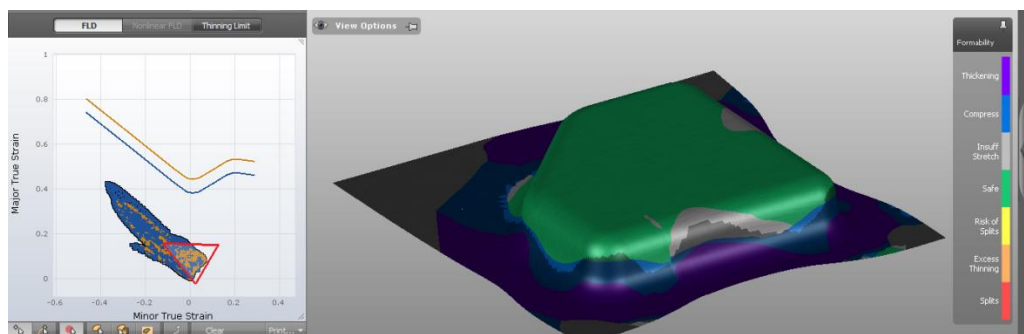 FLD
Nonlinear FLD
Thinning Limit
View Options
Formability
Thickening
Compress
Insuff
Stretch
Safe
Risk of
Splits
Excess
Thinning
Splits
Major True Strain
1
0.8
0.6
0.4
0.2
0
-0.6
-0.4
-0.2
0
0.2
0.4
Minor True Strain
Clear
Print...